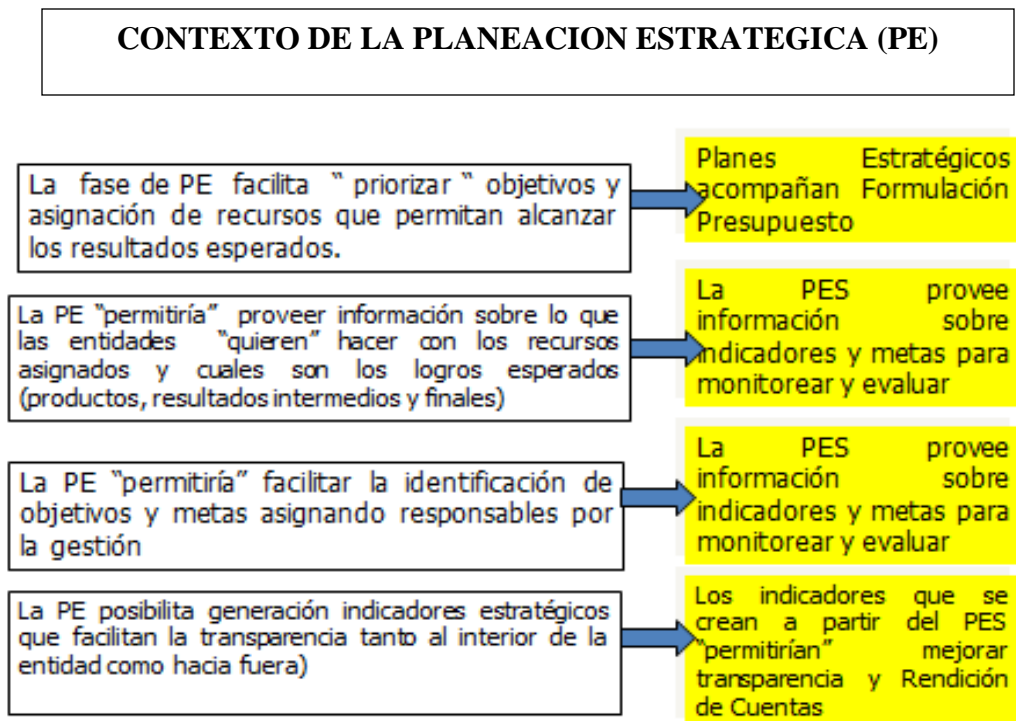 CONTEXTO DE LA PLANEACION ESTRATEGICA (PE)
La fase de PE facilita “ priorizar “ objetivos y
asignación de recursos que permitan alcanzar
los resultados esperados.
Planes Estratégicos
acompañan Formulación
Presupuesto
La PE “permitiría” proveer información sobre lo que
las entidades “quieren” hacer con los recursos
asignados y cuales son los logros esperados
(productos, resultados intermedios y finales)
La PES provee
información sobre
indicadores y metas para
monitorear y evaluar
La PE “permitiría” facilitar la identificación de
objetivos y metas asignando responsables por
la gestión
La PES provee
información sobre
indicadores y metas para
monitorear y evaluar
La PE posibilita generación indicadores estratégicos
que facilitan la transparencia tanto al interior de la
entidad como hacia fuera)
Los indicadores que se
crean a partir del PES
“permitirían” mejorar
transparencia y Rendición
de Cuentas